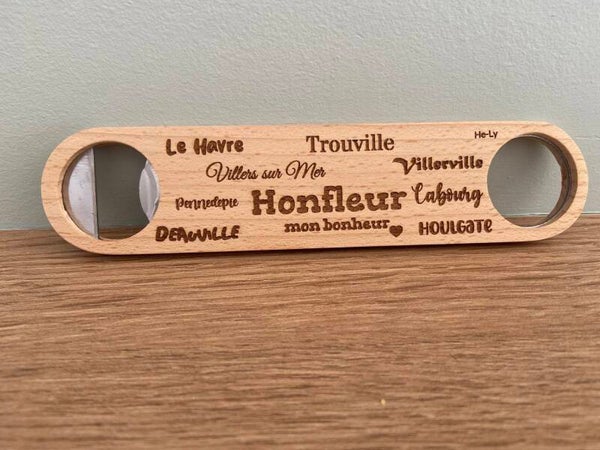 He-Ly
Le Havre
Trouville
Villers sur Mer
Villerville
Pennedepie
Honfleur
Cabourg
DEAUVILLE
mon bonheur
HOULGATE